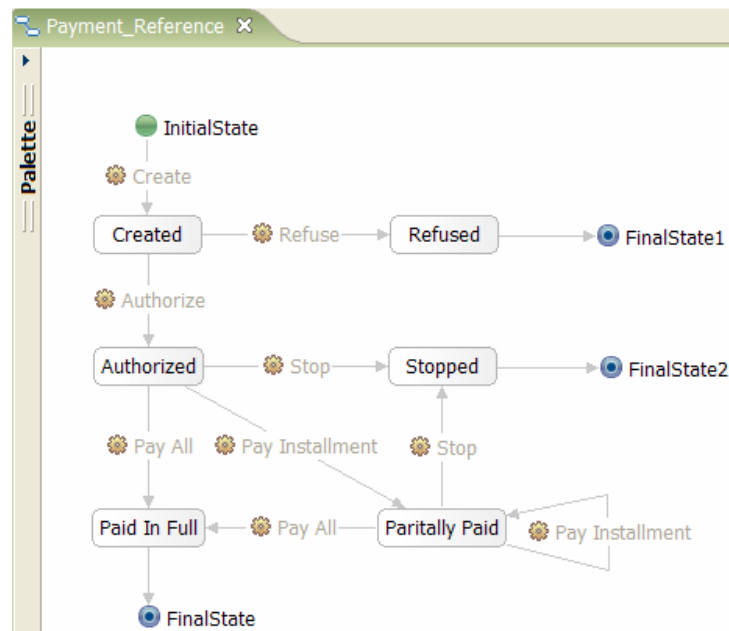 Payment_Reference
Palette
InitialState
Create
Created
Refuse
Refused
FinalState1
Authorize
Authorized
Stop
Stopped
FinalState2
Pay All
Pay Installment
Stop
Paid In Full
Pay All
Paritally Paid
Pay Installment
FinalState